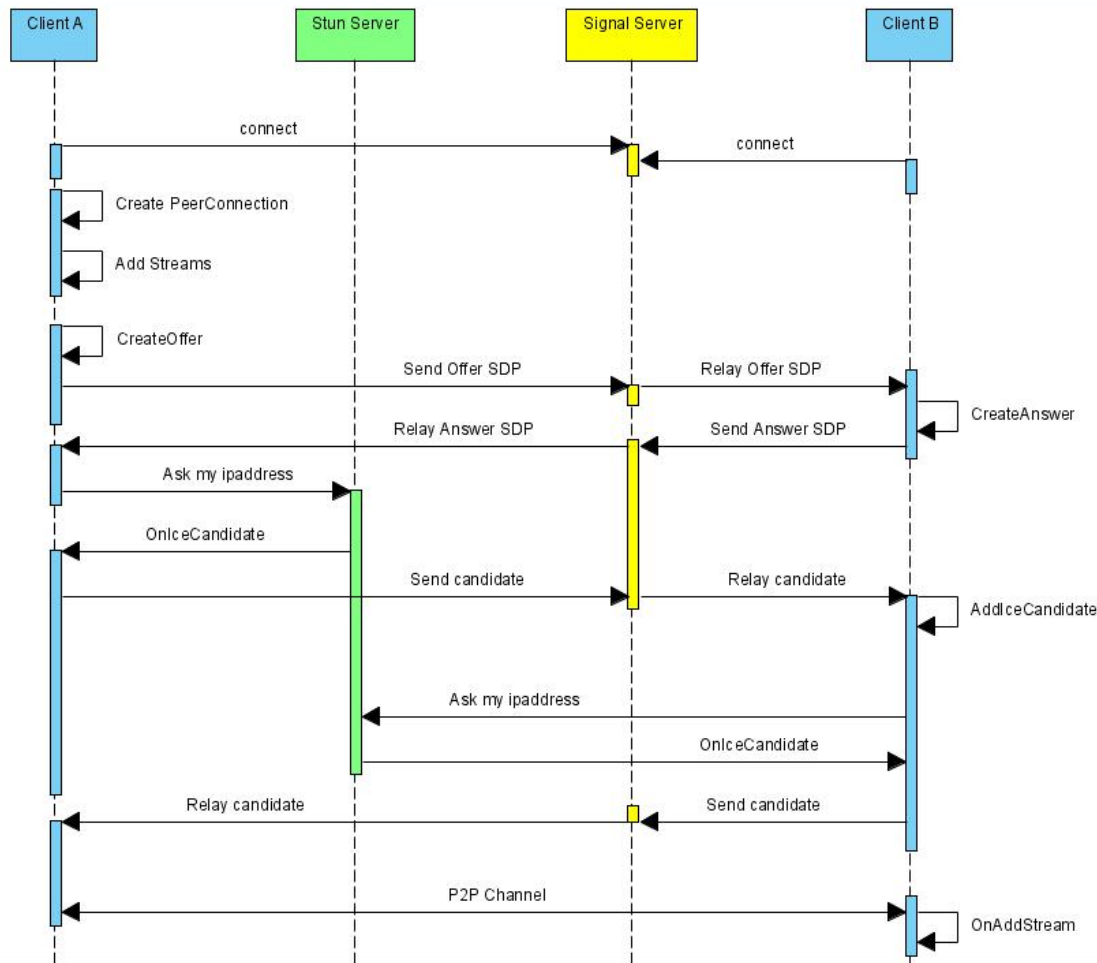 Client A
Stun Server
Signal Server
Client B
connect
connect
Create PeerConnection
Add Streams
CreateOffer
Send Offer SDP
Relay Offer SDP
CreateAnswer
Relay Answer SDP
Send Answer SDP
Ask my ipaddress
OnIceCandidate
Send candidate
Relay candidate
AddIceCandidate
Ask my ipaddress
OnIceCandidate
Relay candidate
Send candidate
P2P Channel
OnAddStream